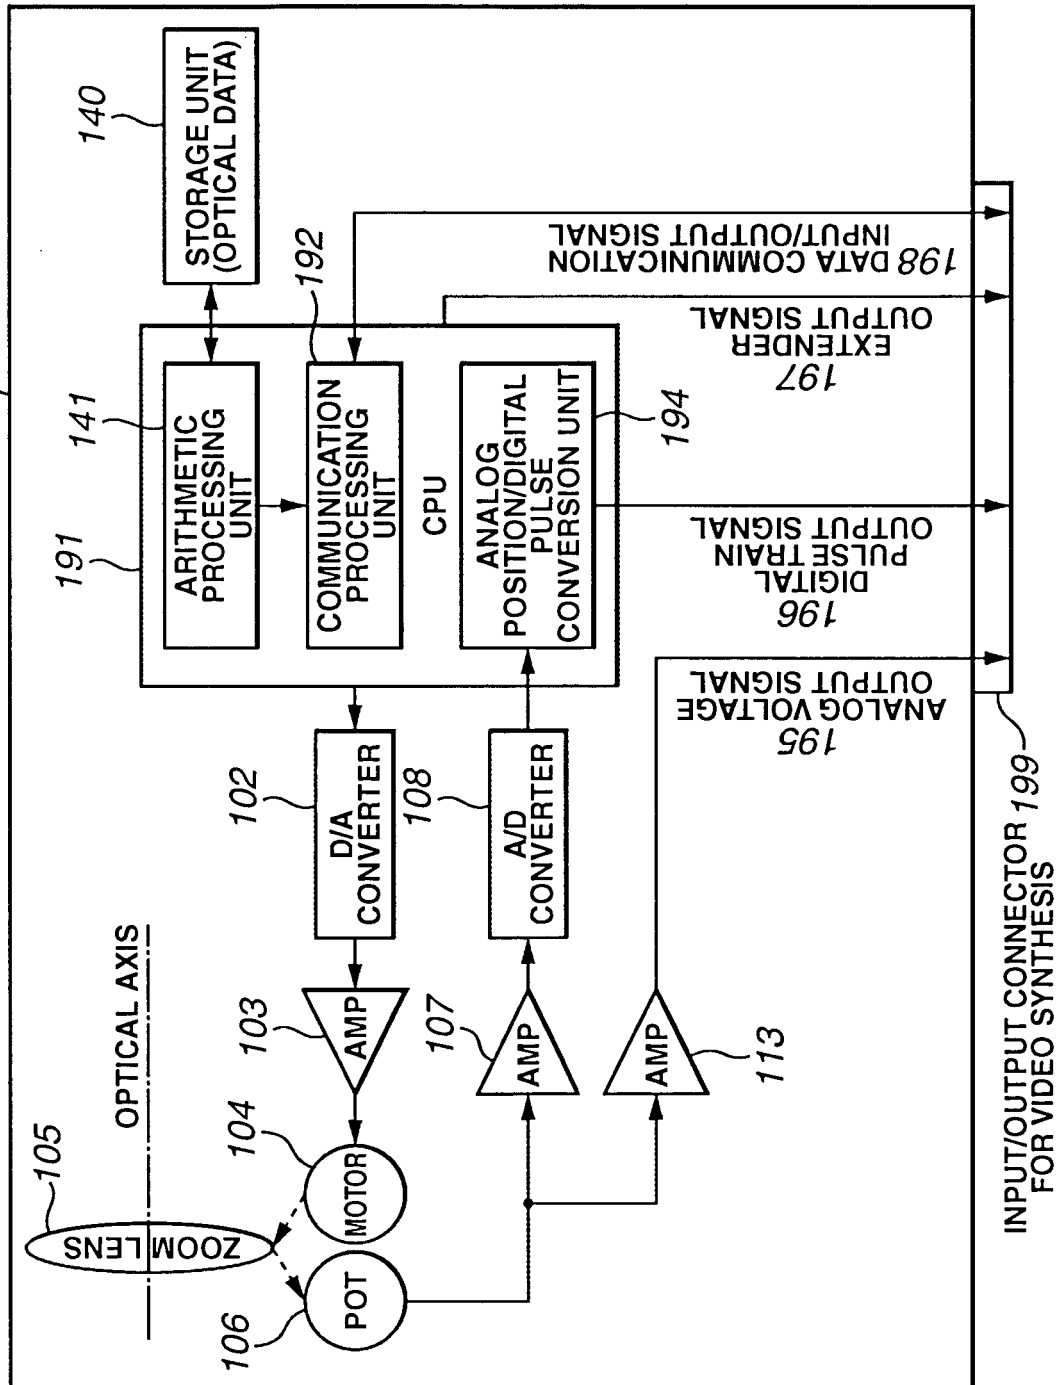 140
STORAGE UNIT
(OPTICAL DATA)
191
141
ARITHMETIC
PROCESSING
UNIT
192
COMMUNICATION
PROCESSING
UNIT
CPU
ANALOG
POSITION/DIGITAL
PULSE
CONVERSION UNIT
194
102
D/A
CONVERTER
108
A/D
CONVERTER
OPTICAL AXIS
103
AMP
107
AMP
AMP
113
105
ZOOM LENS
104
MOTOR
106
POT
195
ANALOG VOLTAGE
OUTPUT SIGNAL
196
DIGITAL
PULSE TRAIN
OUTPUT SIGNAL
197
EXTENDER
OUTPUT SIGNAL
198 DATA COMMUNICATION
INPUT/OUTPUT SIGNAL
INPUT/OUTPUT CONNECTOR 199
FOR VIDEO SYNTHESIS